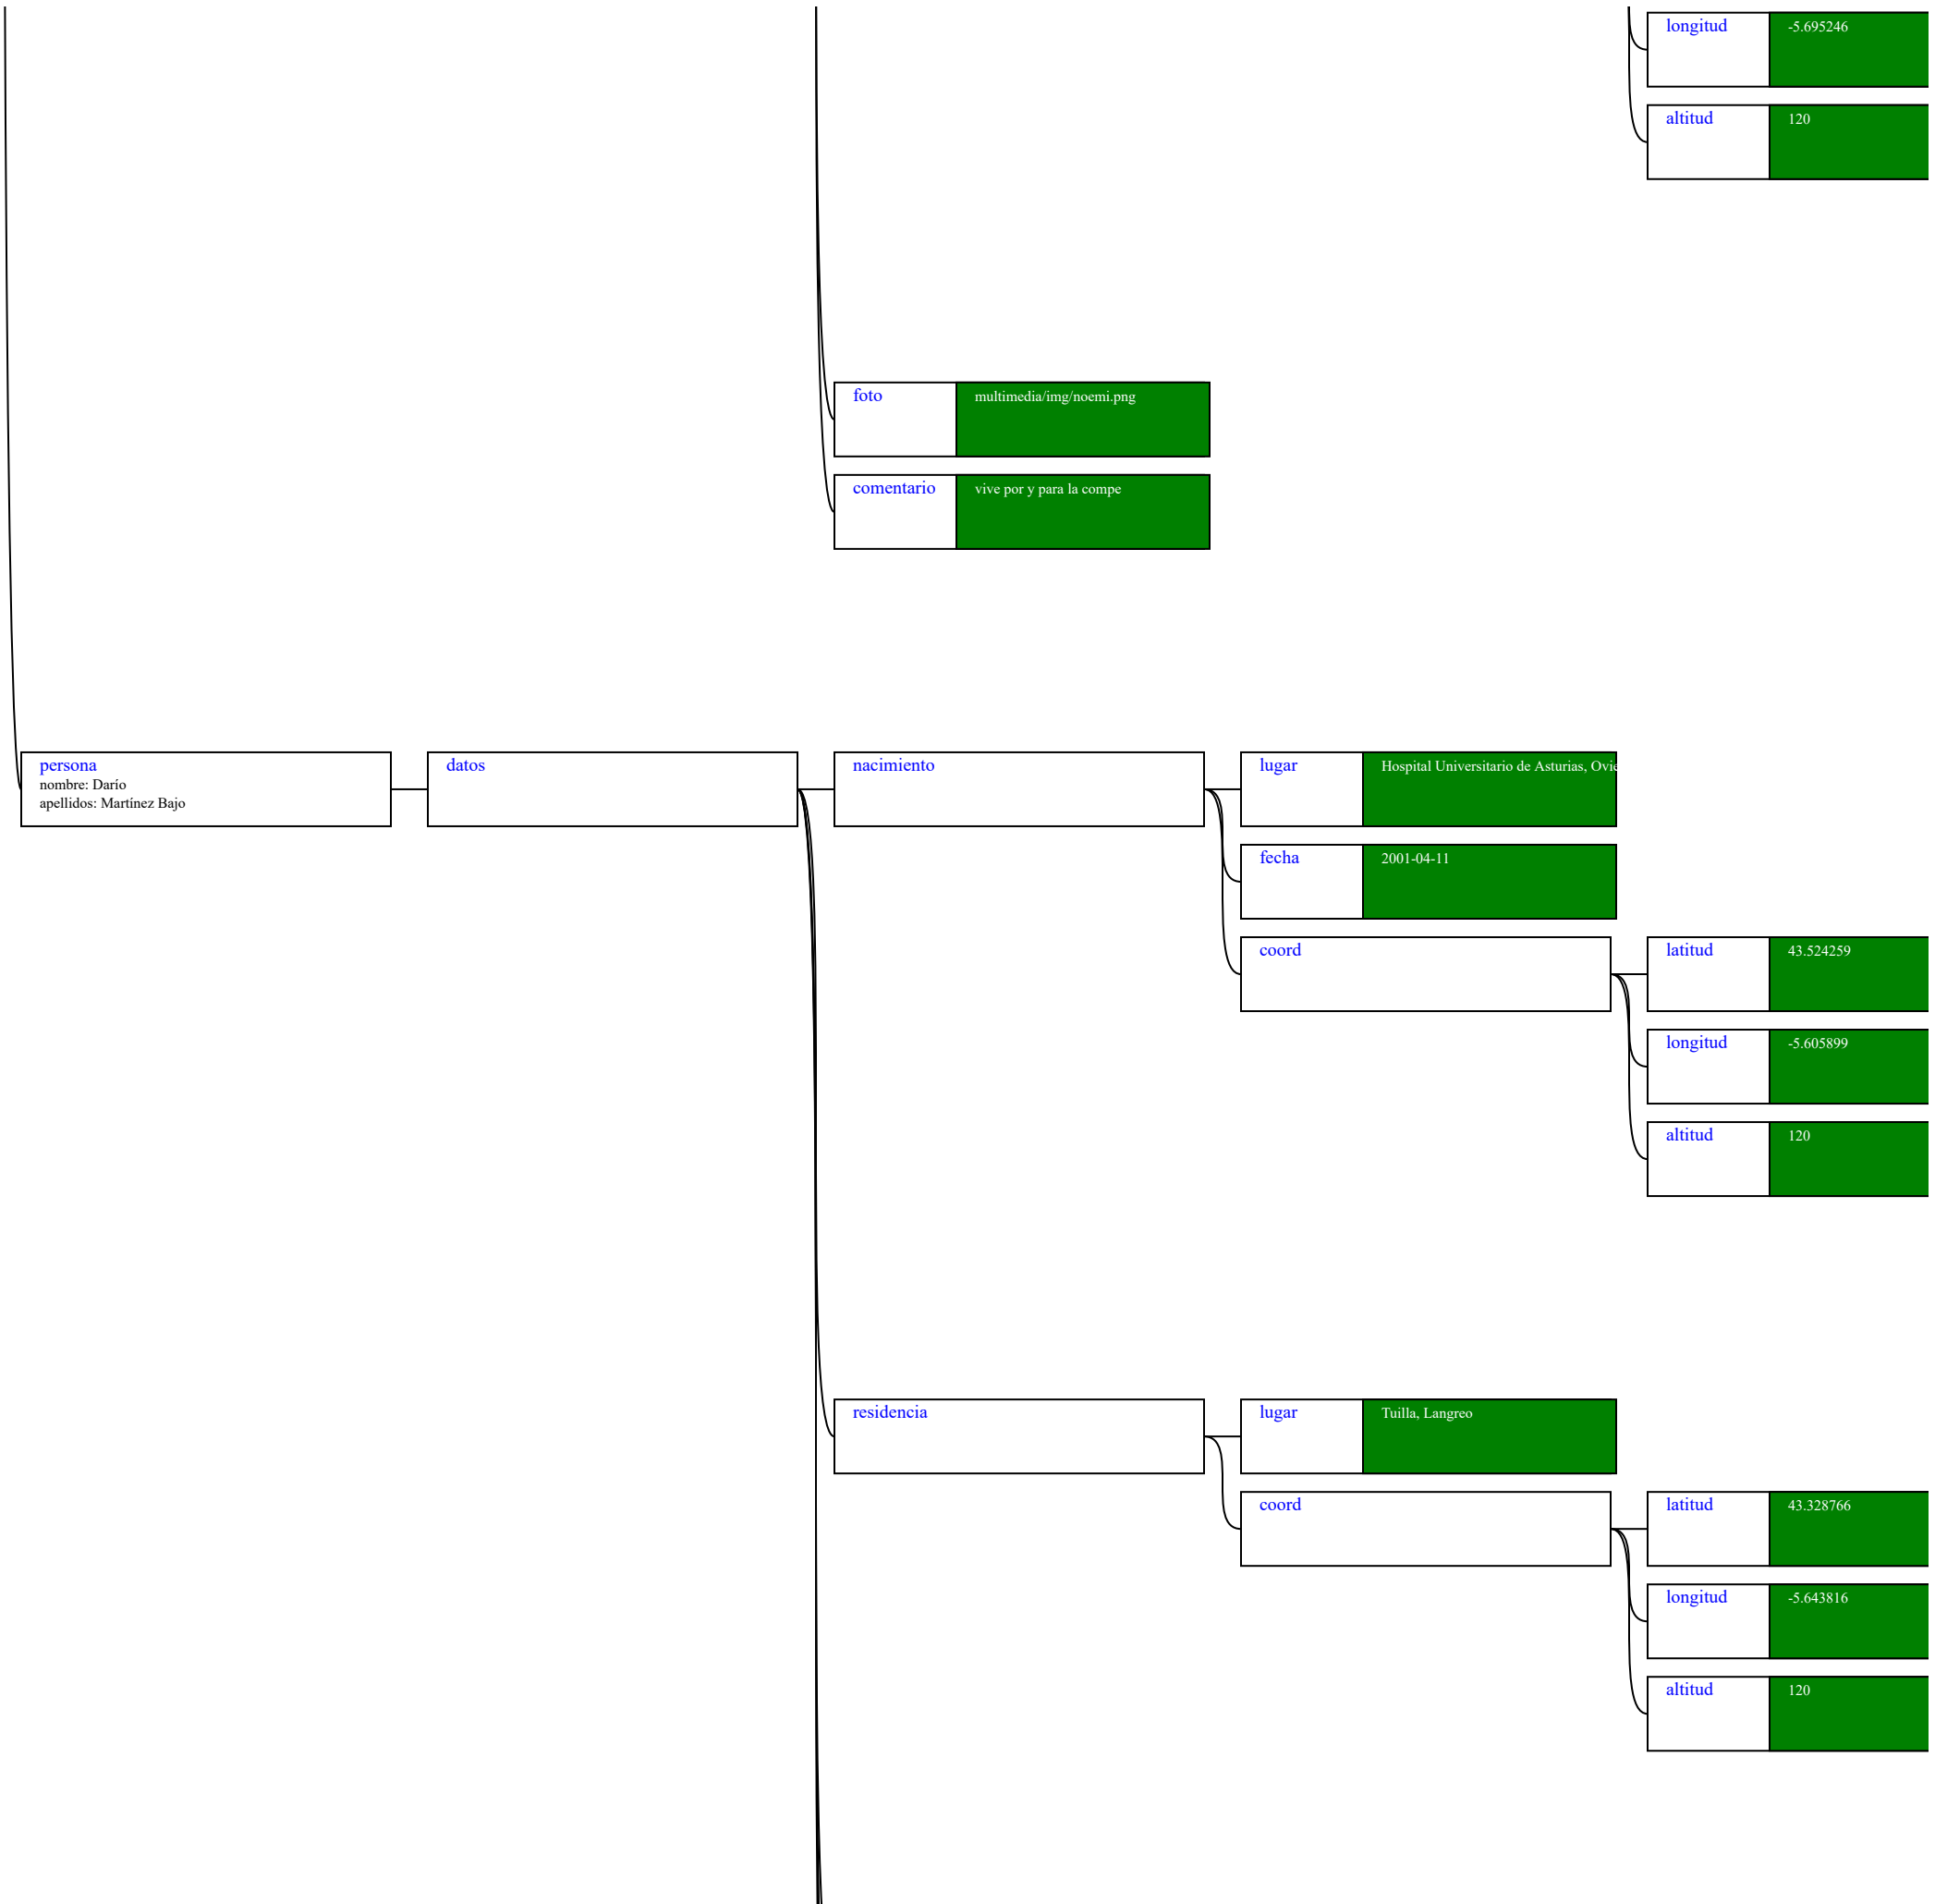 longitud -5.695246
altitud 120
foto multimedia/img/noemi.png
comentario vive por y para la compe
persona
nombre: Darío
apellidos: Martínez Bajo
datos
nacimiento
lugar Hospital Universitario de Asturias,
fecha 2001-04-11
coord
latitud 43.524259
longitud -5.605899
altitud 120
residencia
lugar Tuilla, Langreo
coord
latitud 43.328766
longitud -5.643816
altitud 120